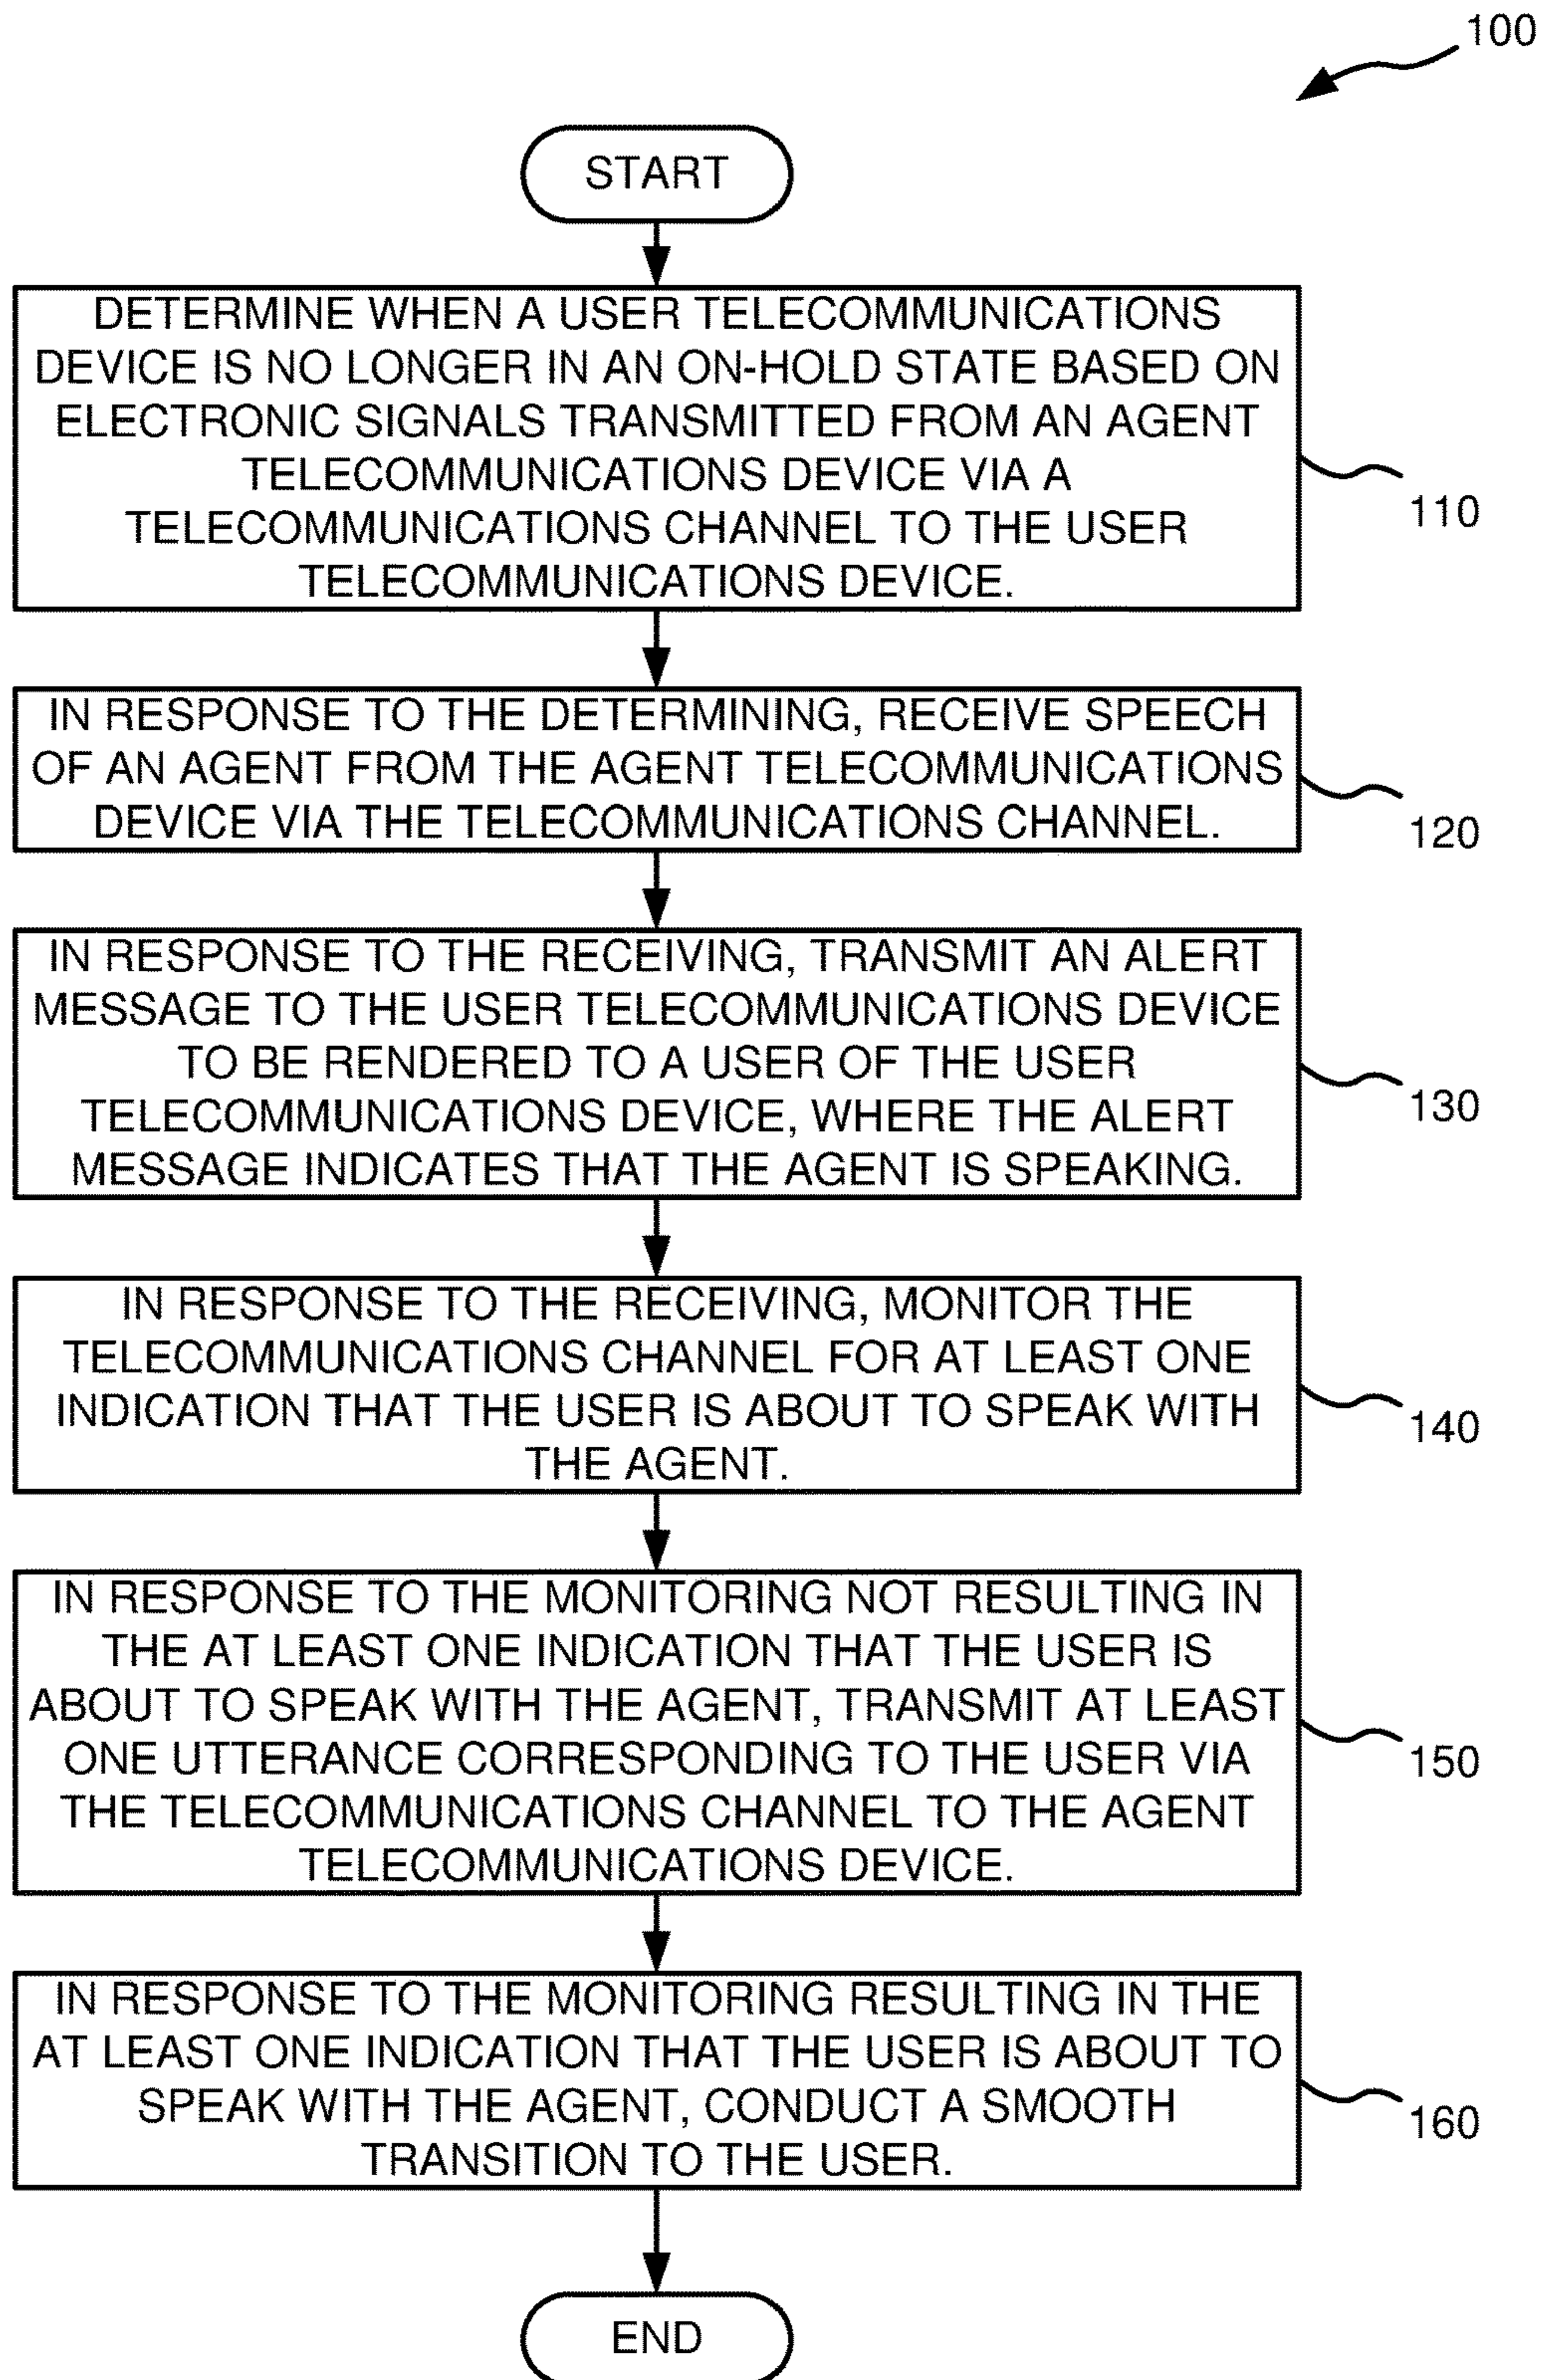 100
START
DETERMINE WHEN A USER TELECOMMUNICATIONS
DEVICE IS NO LONGER IN AN ON-HOLD STATE BASED ON
ELECTRONIC SIGNALS TRANSMITTED FROM AN AGENT
TELECOMMUNICATIONS DEVICE VIA A
TELECOMMUNICATIONS CHANNEL TO THE USER
TELECOMMUNICATIONS DEVICE.
110
IN RESPONSE TO THE DETERMINING, RECEIVE SPEECH
OF AN AGENT FROM THE AGENT TELECOMMUNICATIONS
DEVICE VIA THE TELECOMMUNICATIONS CHANNEL.
120
IN RESPONSE TO THE RECEIVING, TRANSMIT AN ALERT
MESSAGE TO THE USER TELECOMMUNICATIONS DEVICE
TO BE RENDERED TO A USER OF THE USER
TELECOMMUNICATIONS DEVICE, WHERE THE ALERT
MESSAGE INDICATES THAT THE AGENT IS SPEAKING.
130
IN RESPONSE TO THE RECEIVING, MONITOR THE
TELECOMMUNICATIONS CHANNEL FOR AT LEAST ONE
INDICATION THAT THE USER IS ABOUT TO SPEAK WITH
THE AGENT.
140
IN RESPONSE TO THE MONITORING NOT RESULTING IN
THE AT LEAST ONE INDICATION THAT THE USER IS
ABOUT TO SPEAK WITH THE AGENT, TRANSMIT AT LEAST
ONE UTTERANCE CORRESPONDING TO THE USER VIA
THE TELECOMMUNICATIONS CHANNEL TO THE AGENT
TELECOMMUNICATIONS DEVICE.
150
IN RESPONSE TO THE MONITORING RESULTING IN THE
AT LEAST ONE INDICATION THAT THE USER IS ABOUT TO
SPEAK WITH THE AGENT, CONDUCT A SMOOTH
TRANSITION TO THE USER.
160
END